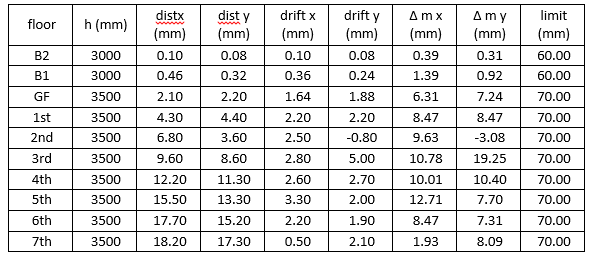 floor h (mm) distx (mm) dist y (mm) drift x (mm) drift y (mm) Δ m x (mm) Δ m y (mm) limit (mm)
B2 3000 0.10 0.08 0.10 0.08 0.39 0.31 60.00
B1 3000 0.46 0.32 0.36 0.24 1.39 0.92 60.00
GF 3500 2.10 2.20 1.64 1.88 6.31 7.24 70.00
1st 3500 4.30 4.40 2.20 2.20 8.47 8.47 70.00
2nd 3500 6.80 3.60 2.50 -0.80 9.63 -3.08 70.00
3rd 3500 9.60 8.60 2.80 5.00 10.78 19.25 70.00
4th 3500 12.20 11.30 2.60 2.70 10.01 10.40 70.00
5th 3500 15.50 13.30 3.30 2.00 12.71 7.70 70.00
6th 3500 17.70 15.20 2.20 1.90 8.47 7.31 70.00
7th 3500 18.20 17.30 0.50 2.10 1.93 8.09 70.00